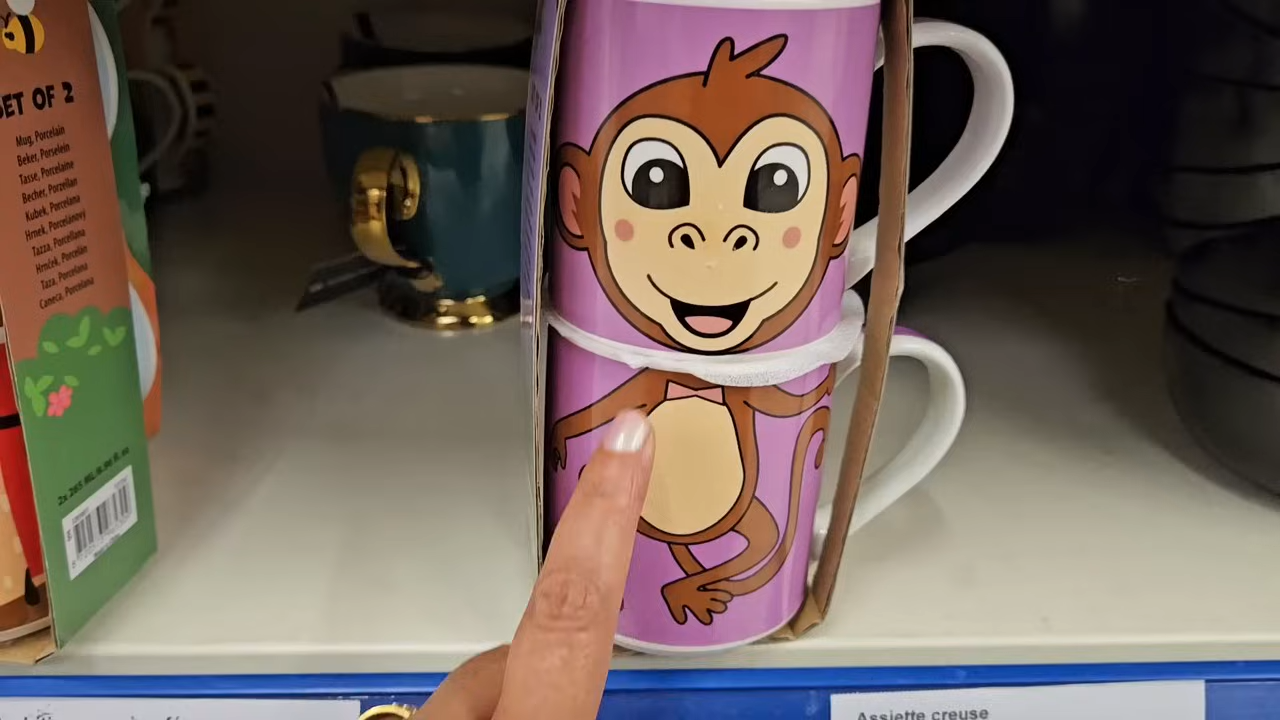 SET OF 2
Mug, Porcelain
Beker, Porselein
Tasse, Porcelaine
Becher, Porzellan
Kubek, Porcelana
Hrnek, Porcelánový
Tazza, Porcellana
Hrnček, Porcelán
Taza, Porcelana
Caneca, Porcelana
Assiette creuse